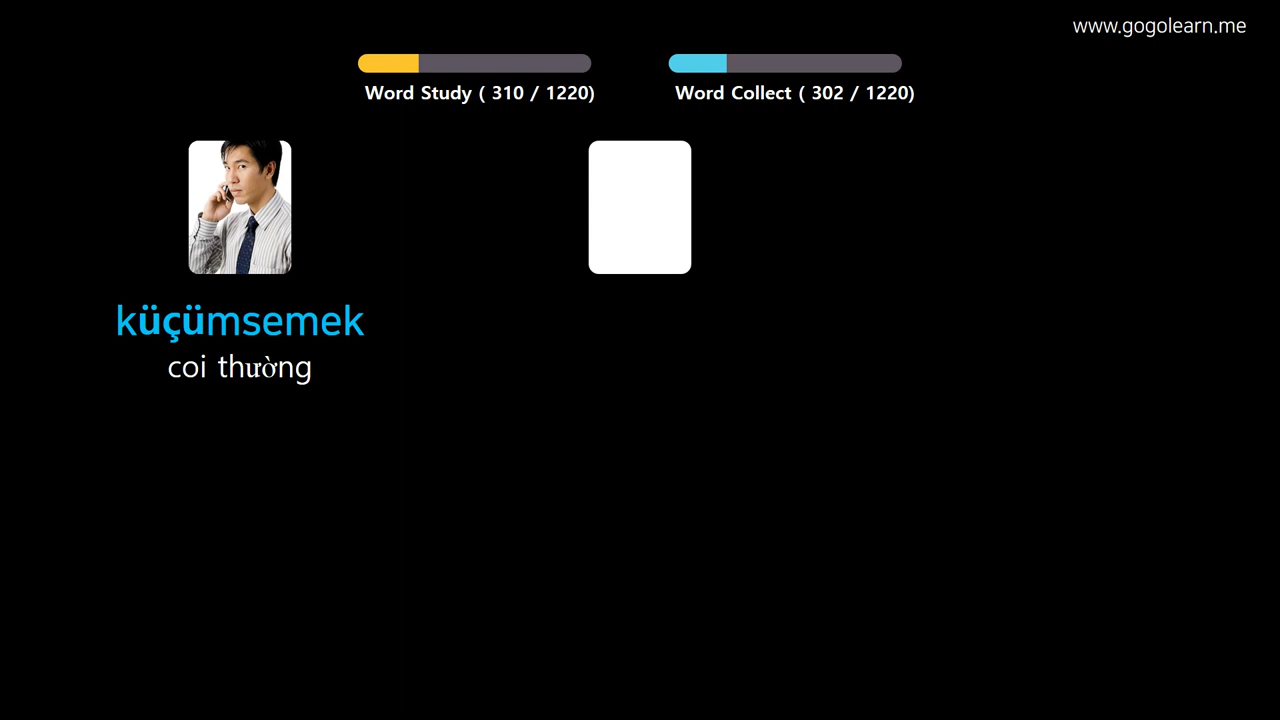 www.gogolearn.me
Word Study ( 310 / 1220)
Word Collect ( 302 / 1220)
küçümsemek
coi thường